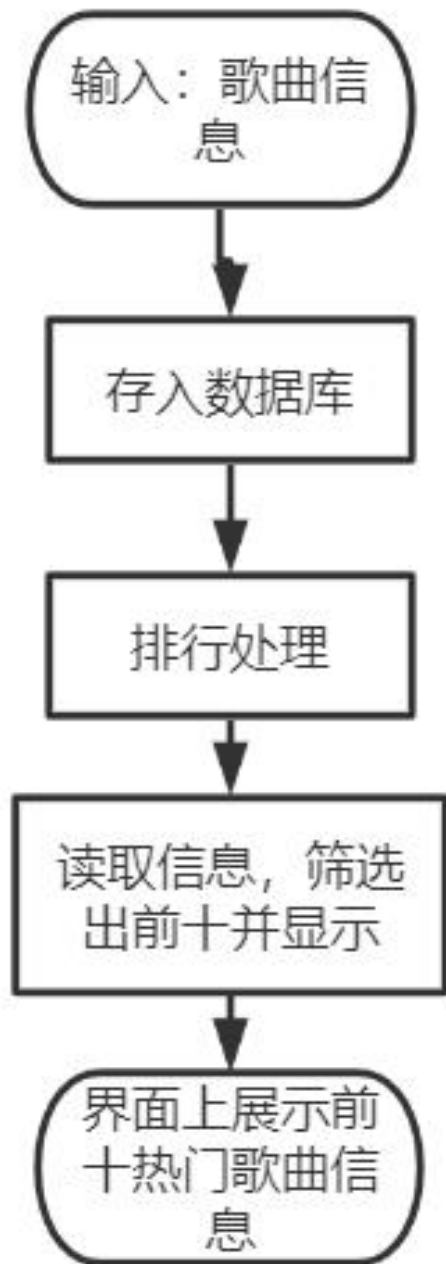 输入：歌曲信
息
存入数据库
排行处理
读取信息，筛选
出前十并显示
界面上展示前
十热门歌曲信
息